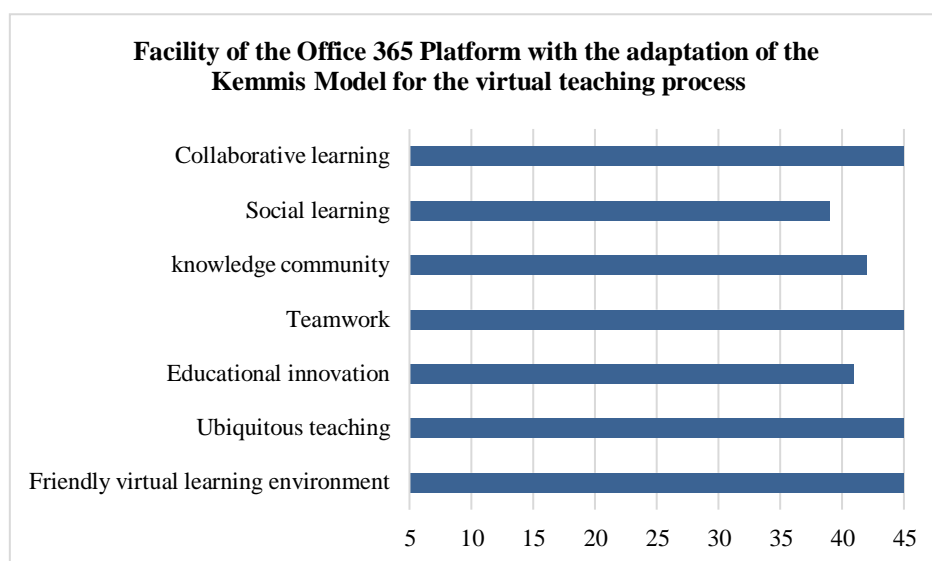 Facility of the Office 365 Platform with the adaptation of the
Kemmis Model for the virtual teaching process
Collaborative learning
Social learning
knowledge community
Teamwork
Educational innovation
Ubiquitous teaching
Friendly virtual learning environment
5 10 15 20 25 30 35 40 45